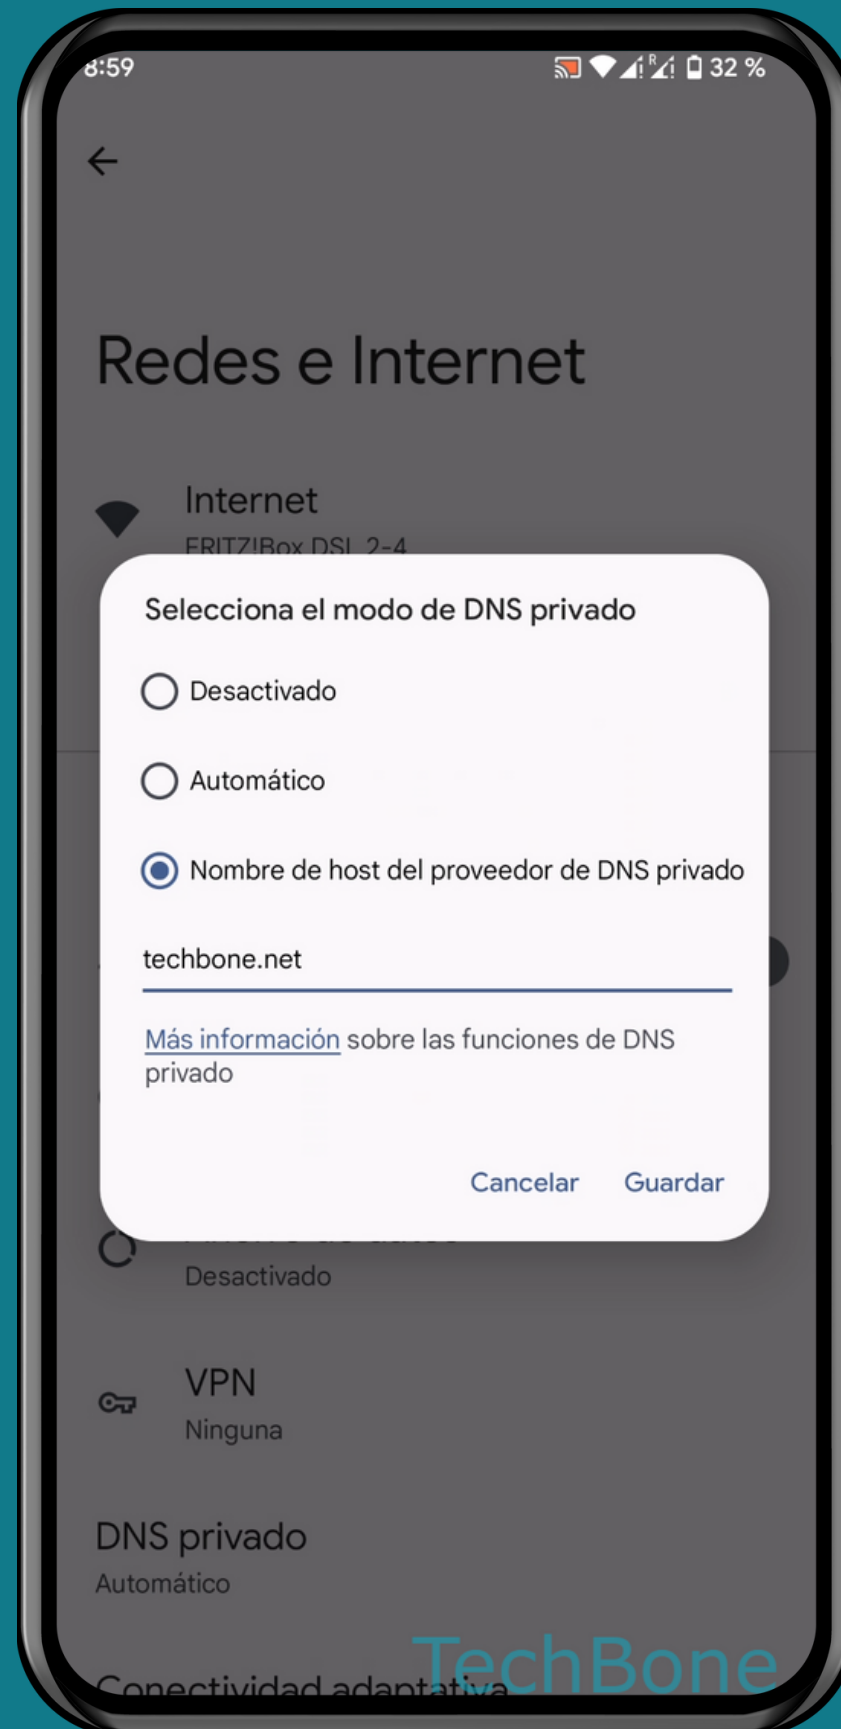 8:59
R
32 %
Redes e Internet
Internet
FRITZ!Box DSL 2-4
Selecciona el modo de DNS privado
Desactivado
Automático
Nombre de host del proveedor de DNS privado
techbone.net
Más información sobre las funciones de DNS
privado
Cancelar Guardar
Desactivado
VPN
Ninguna
DNS privado
Automático
Conectividad adaptativa
TechBone